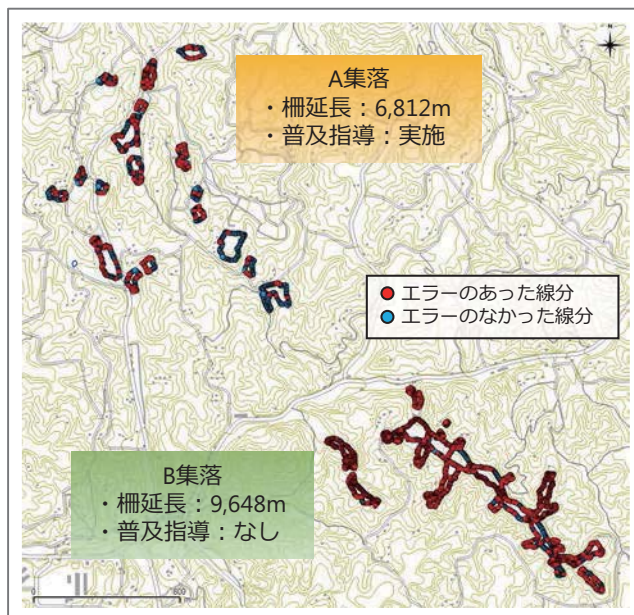 N
A集落
・柵延長：6,812m
・普及指導：実施
● エラーのあった線分
● エラーのなかった線分
B集落
・柵延長：9,648m
・普及指導：なし
0 600